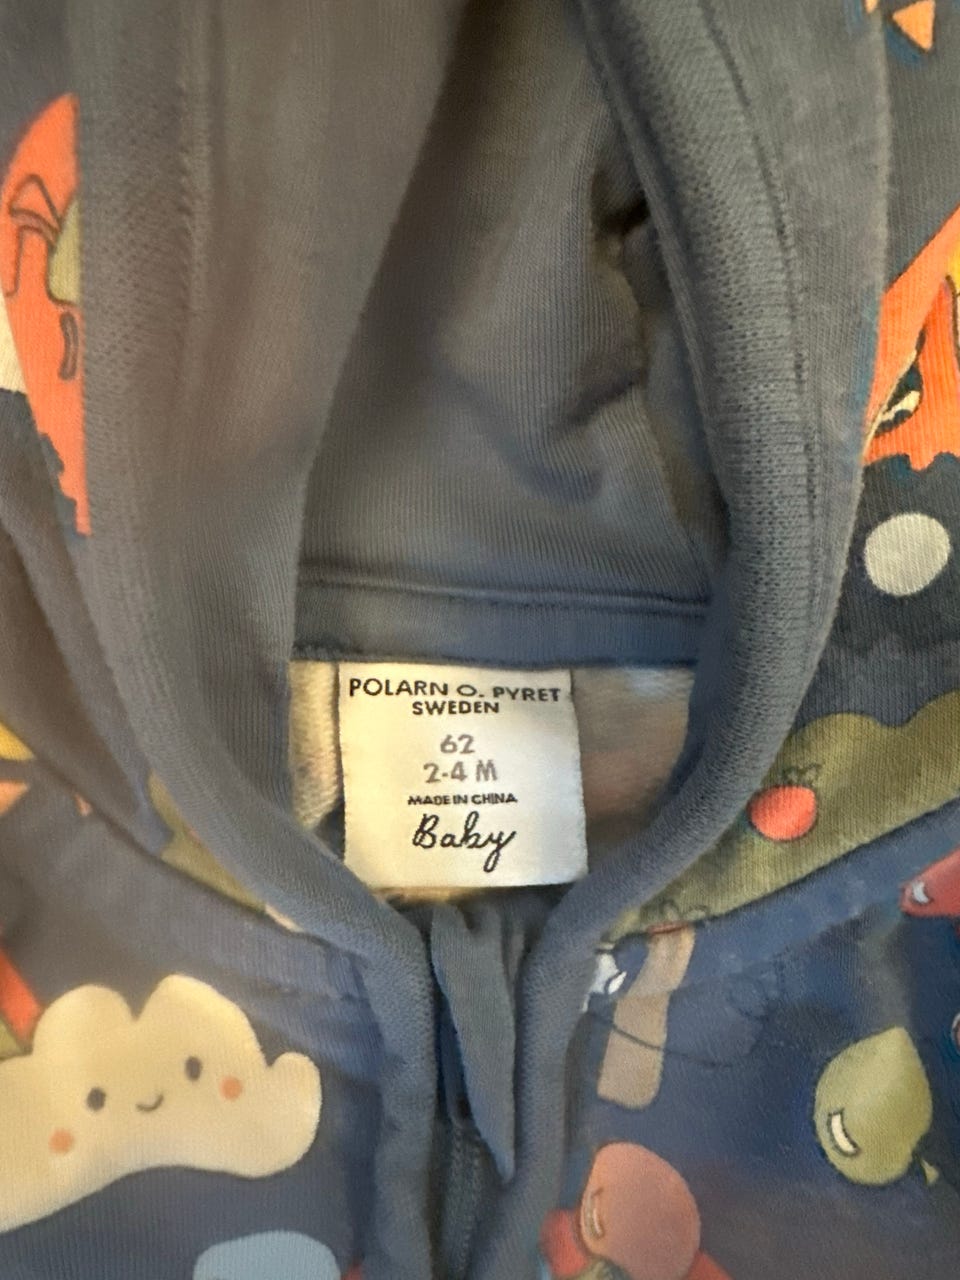 POLARN O. PYRET
SWEDEN
62
2-4 M
MADE IN CHINA
Baby